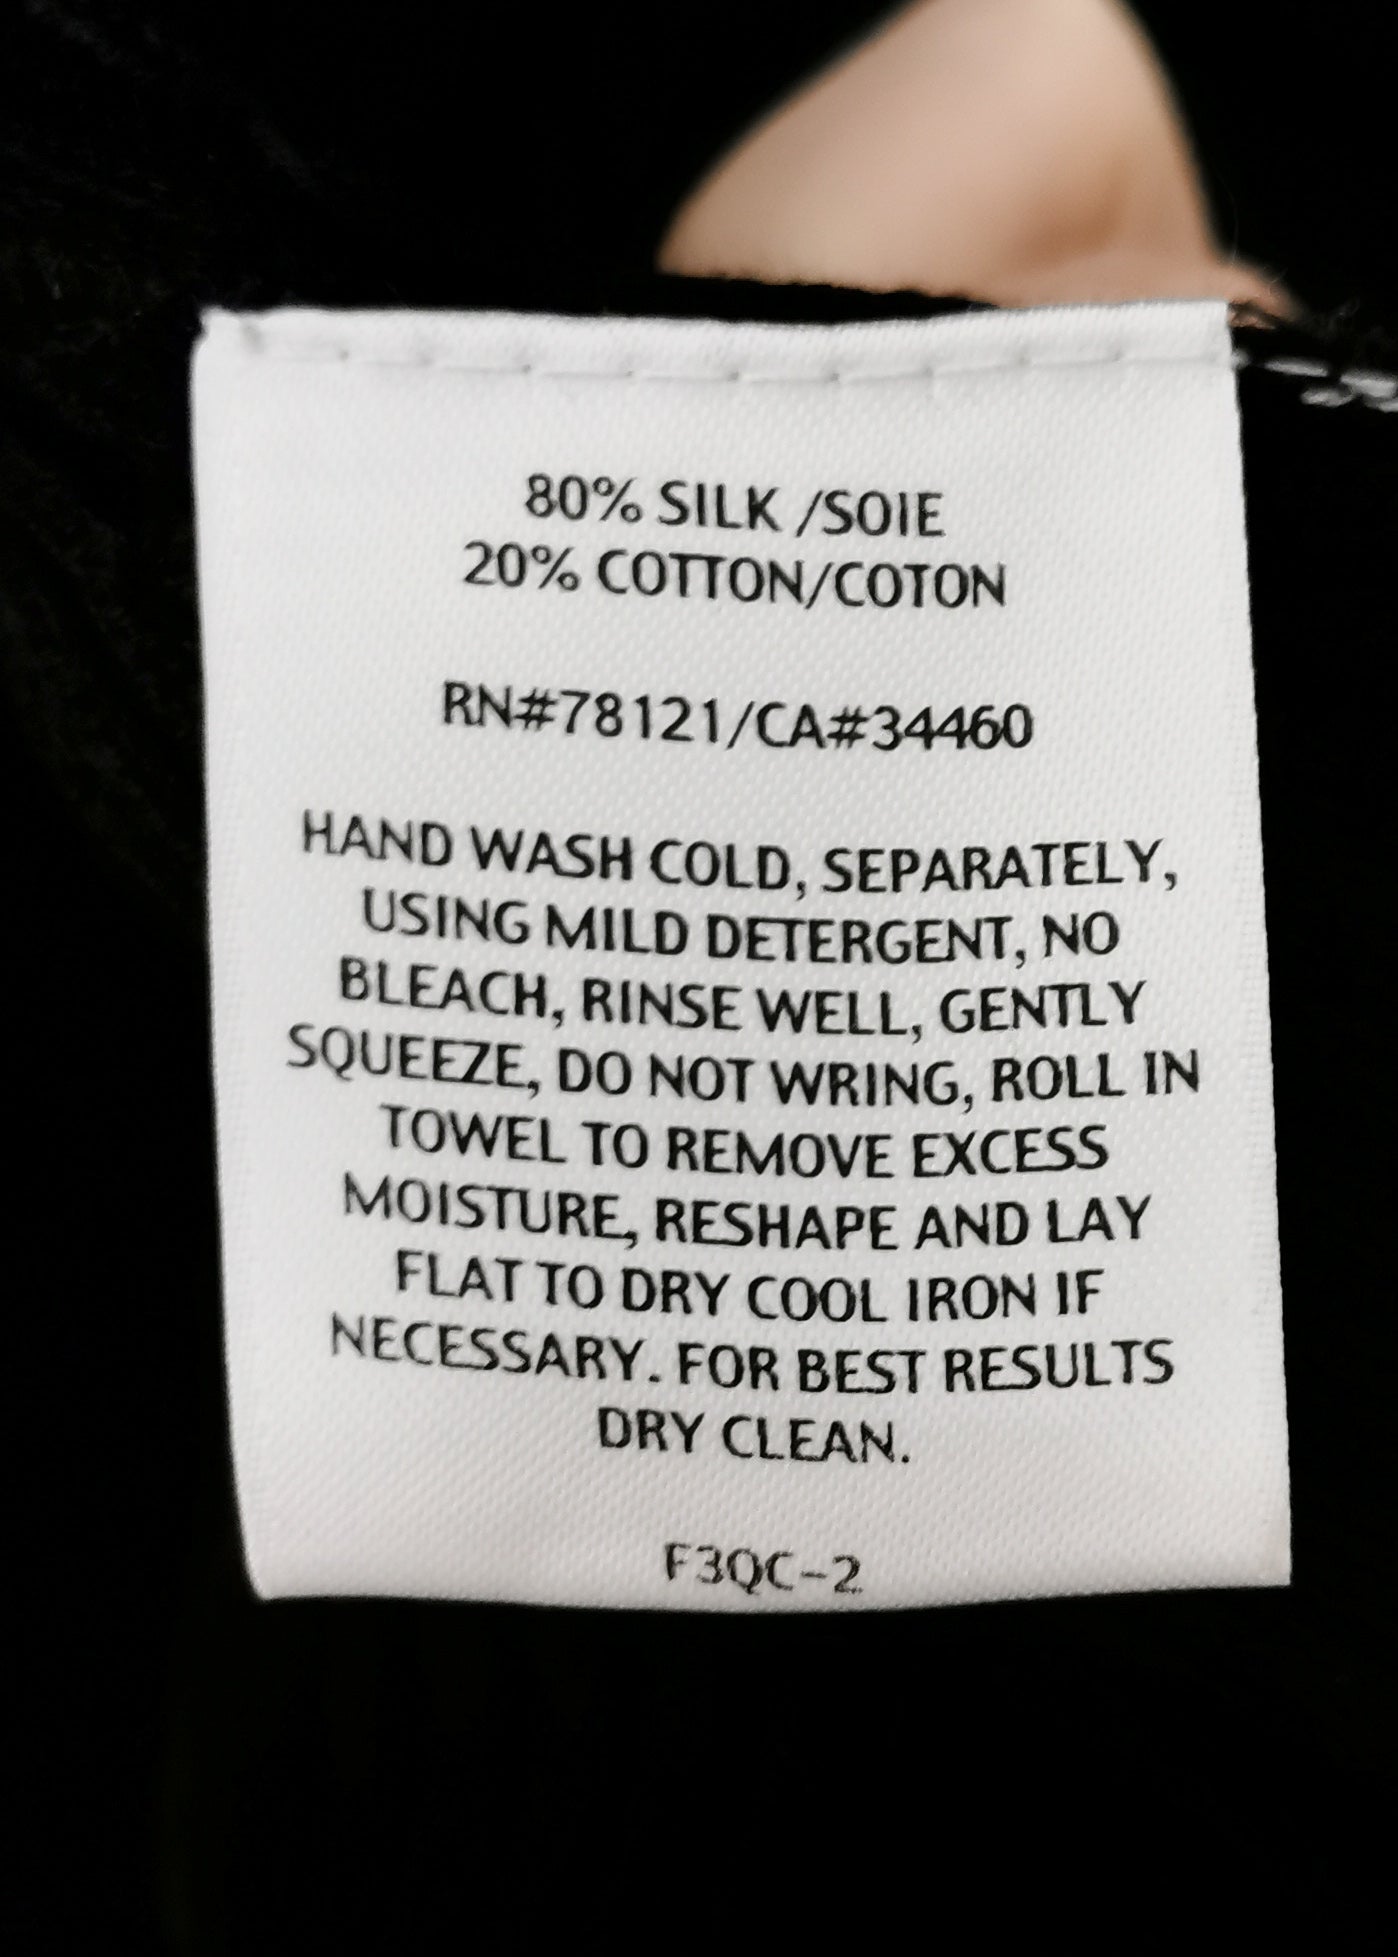 80% SILK /SOIE
20% COTTON/COTON
RN#78121/CA#34460
HAND WASH COLD, SEPARATELY,
USING MILD DETERGENT, NO
BLEACH, RINSE WELL, GENTLY
SQUEEZE, DO NOT WRING, ROLL IN
TOWEL TO REMOVE EXCESS
MOISTURE, RESHAPE AND LAY
FLAT TO DRY COOL IRON IF
NECESSARY. FOR BEST RESULTS
DRY CLEAN.
F3QC-2